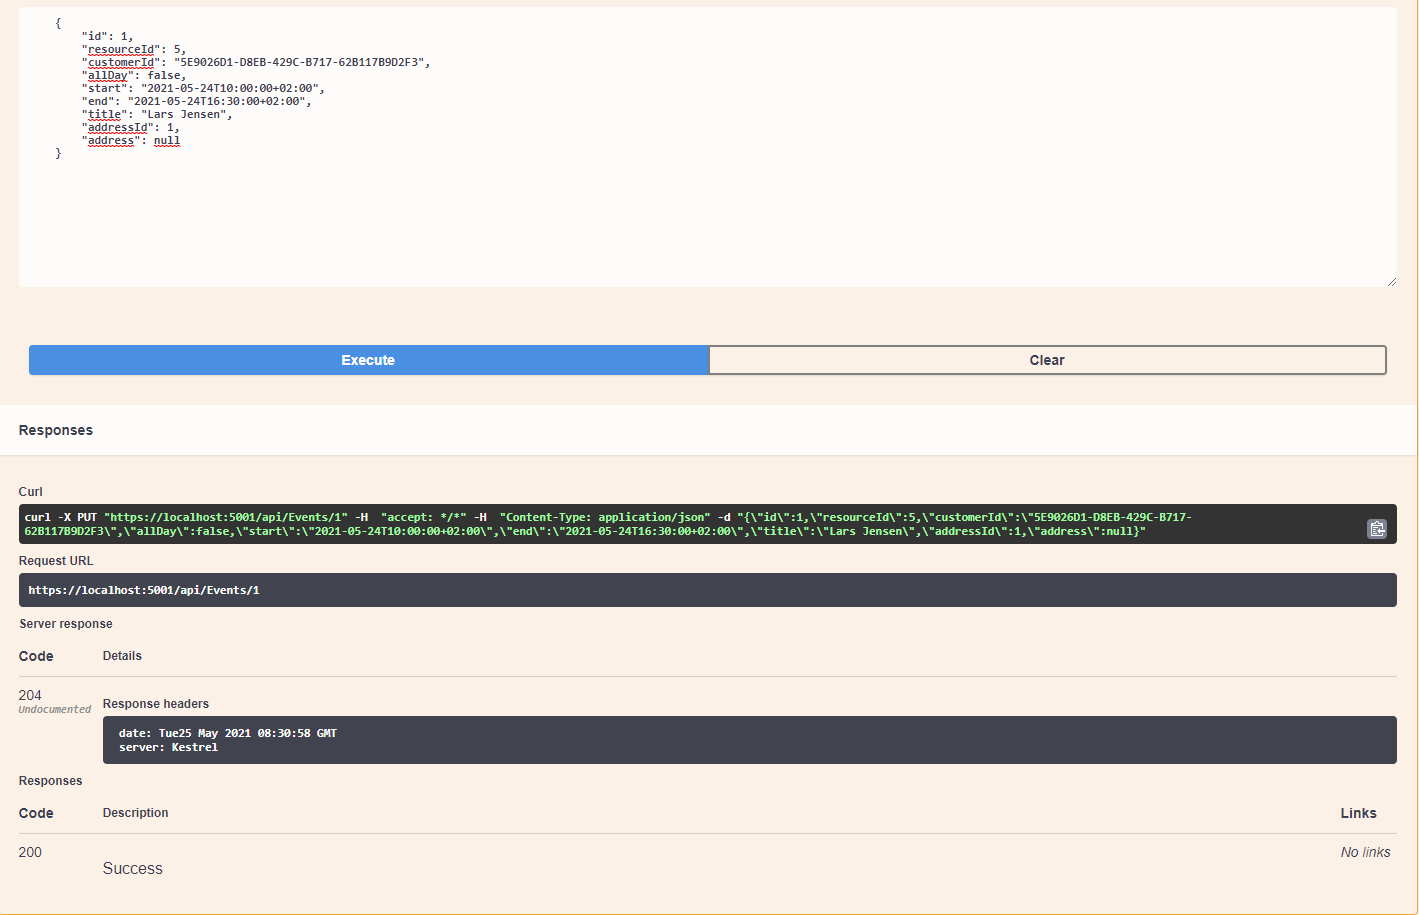 {
"id": 1,
"resourceId": 5,
"customerId": "5E9026D1-D8EB-429C-B717-62B117B9D2F3",
"allDay": false,
"start": "2021-05-24T10:00:00+02:00",
"end": "2021-05-24T16:30:00+02:00",
"title": "Lars Jensen",
"addressId": 1,
"address": null
}
Execute
Clear
Responses
Curl
curl -X PUT "https://localhost:5001/api/Events/1" -H  "accept: */*" -H  "Content-Type: application/json" -d "{\"id\":1,\"resourceId\":5,\"customerId\":\"5E9026D1-D8EB-429C-B717-
62B117B9D2F3\",\"allDay\":false,\"start\":\"2021-05-24T10:00:00+02:00\",\"end\":\"2021-05-24T16:30:00+02:00\",\"title\":\"Lars Jensen\",\"addressId\":1,\"address\":null}"
Request URL
https://localhost:5001/api/Events/1
Server response
Code Details
204
Undocumented
Response headers
date: Tue25 May 2021 08:30:58 GMT
server: Kestrel
Responses
Code Description Links
200 No links
Success